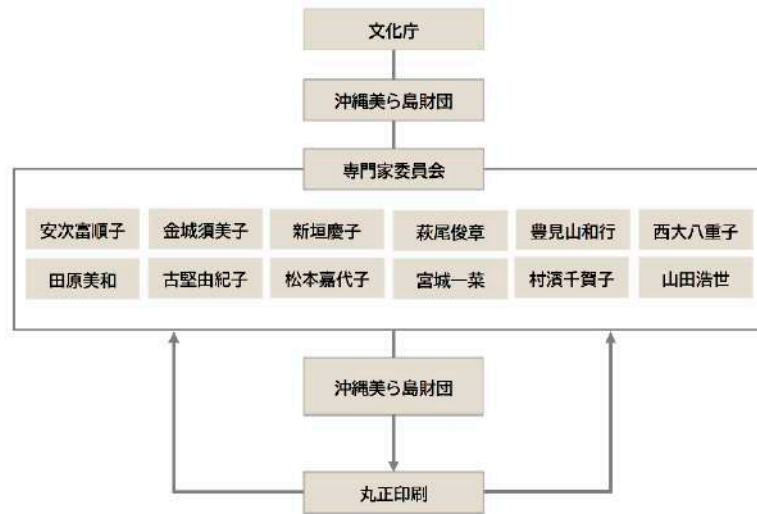 文化庁
沖縄美ら島財団
専門家委員会
安次富順子 金城須美子 新垣慶子 萩尾俊章 豊見山和行 西大八重子
田原美和 古堅由紀子 松本嘉代子 宮城一菜 村濱千賀子 山田浩世
沖縄美ら島財団
丸正印刷